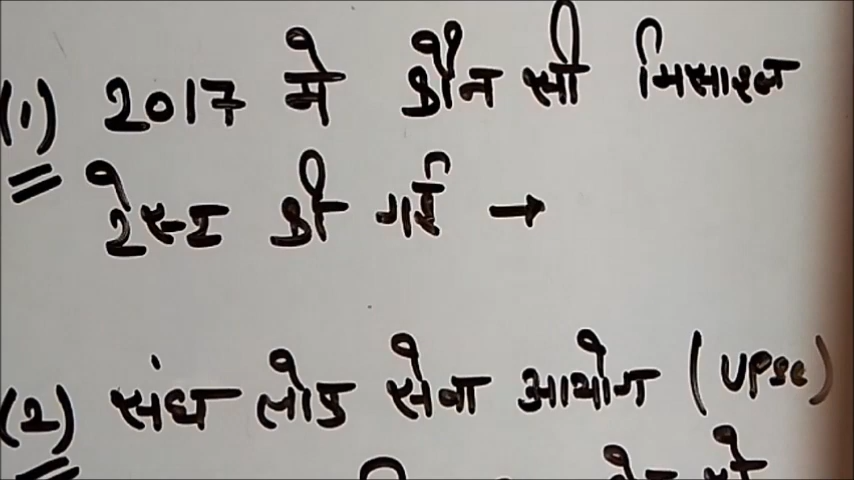 (1) 2017 मे कौन सी मिसाइल
टेस्ट की गई →
(2) संघ लोक सेवा आयोग (UPSC)